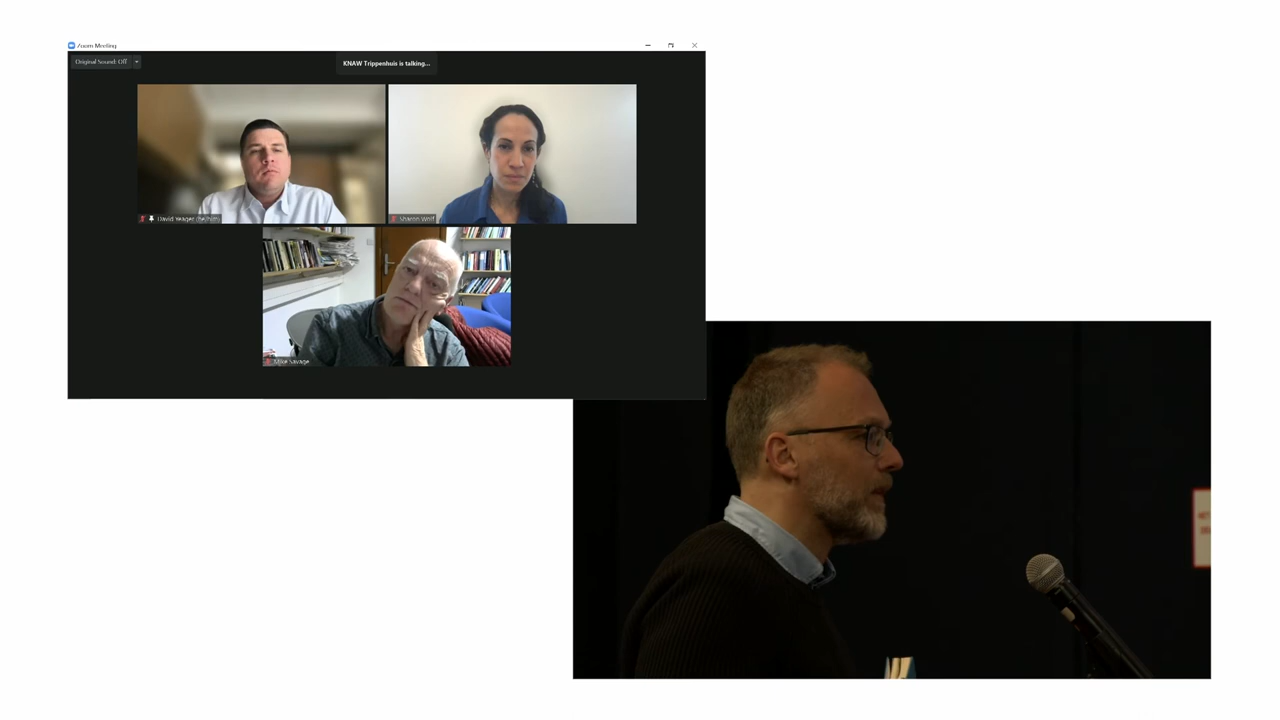 Zoom Meeting
Original Sound: Off
KNAW Trippenhuis is talking...
David Yeager (he/him)
Sharon Wolf
Mike Savage